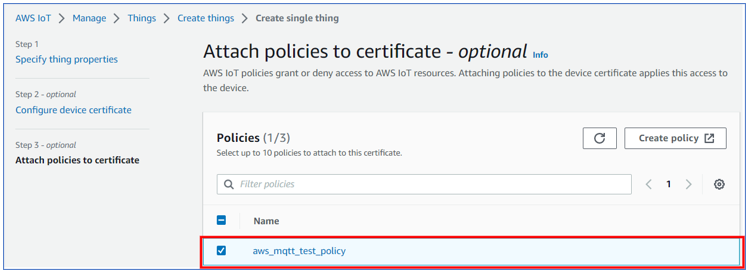 AWS IoT > Manage > Things > Create things > Create single thing
Step 1
Specify thing properties
Step 2 - optional
Configure device certificate
Step 3 - optional
Attach policies to certificate
Attach policies to certificate - optional Info
AWS IoT policies grant or deny access to AWS IoT resources. Attaching policies to the device certificate applies this access to
the device.
Policies (1/3)
Select up to 10 policies to attach to this certificate.
Create policy
Filter policies
1
Name
aws_mqtt_test_policy